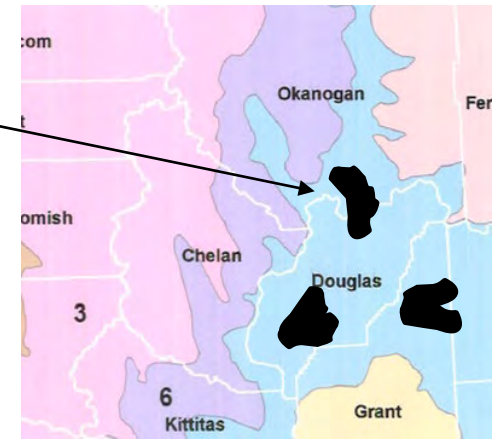 com
Okanogan
Fer
t
omish
Chelan
Douglas
3
6
Kittitas
Grant